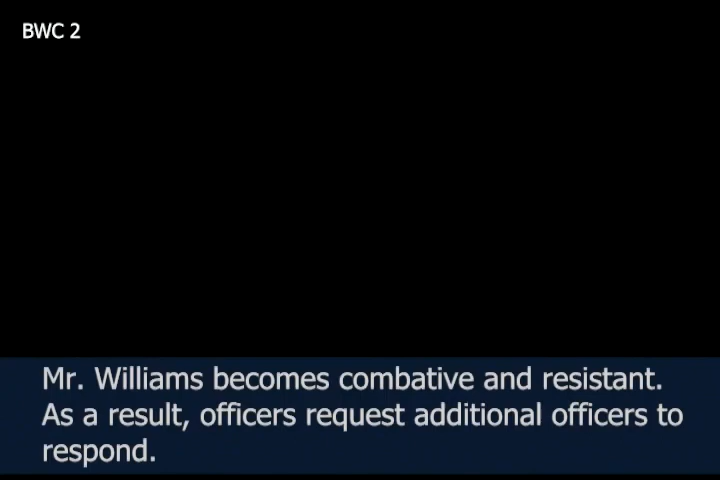 BWC 2
Mr. Williams becomes combative and resistant.
As a result, officers request additional officers to
respond.